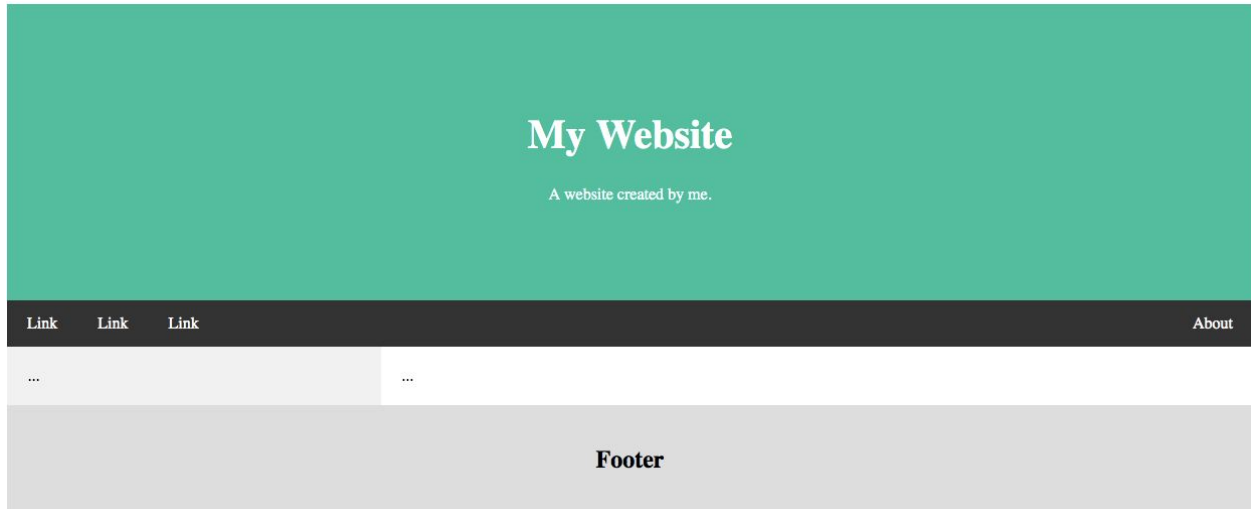 My Website
A website created by me.
Link Link Link About
... ...
Footer